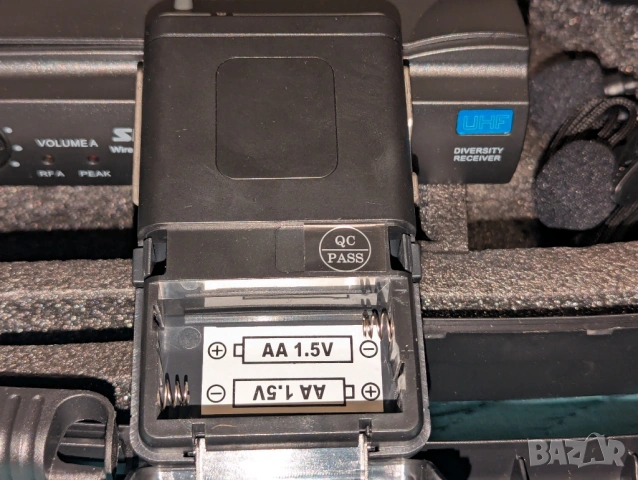 UHF
VOLUME A
DIVERSITY
RECEIVER
RF A PEAK
QC
PASS
+ AA 1.5V -
- AA 1.5V +
BAZAR